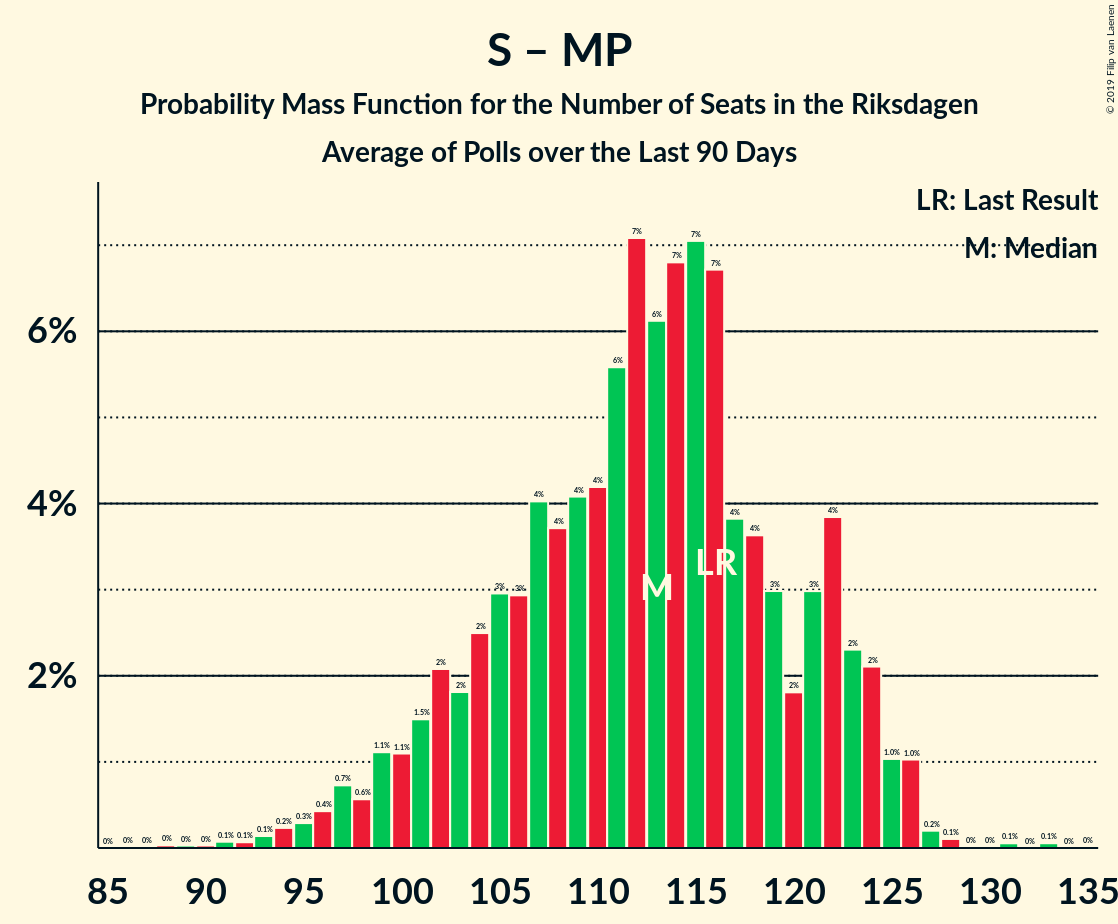 S – MP
Probability Mass Function for the Number of Seats in the Riksdagen
Average of Polls over the Last 90 Days
© 2019 Filip van Laenen
LR: Last Result
M: Median
6%
4%
2%
0% 0% 0% 0% 0% 0% 0.1% 0.1% 0.1% 0.2% 0.3% 0.4% 0.7% 0.6% 1.1% 1.1% 1.5% 2% 2% 2% 3% 3% 4% 4% 4% 4% 6% 7% 6% 7% 7% 7% 4% 4% 3% 2% 3% 4% 2% 2% 1.0% 1.0% 0.2% 0.1% 0% 0% 0.1% 0% 0.1% 0% 0%
M
LR
85 90 95 100 105 110 115 120 125 130 135